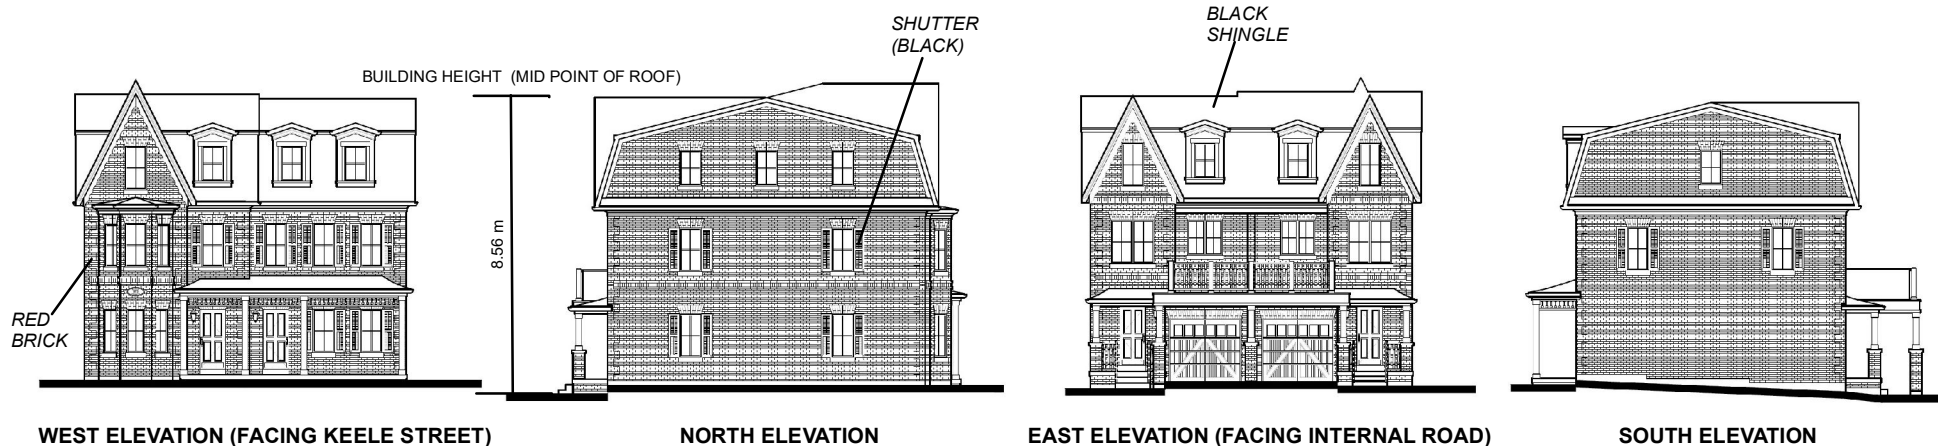 SHUTTER
(BLACK)
BLACK
SHINGLE
BUILDING HEIGHT (MID POINT OF ROOF)
8.56 m
RED
BRICK
WEST ELEVATION (FACING KEELE STREET)
NORTH ELEVATION
EAST ELEVATION (FACING INTERNAL ROAD)
SOUTH ELEVATION